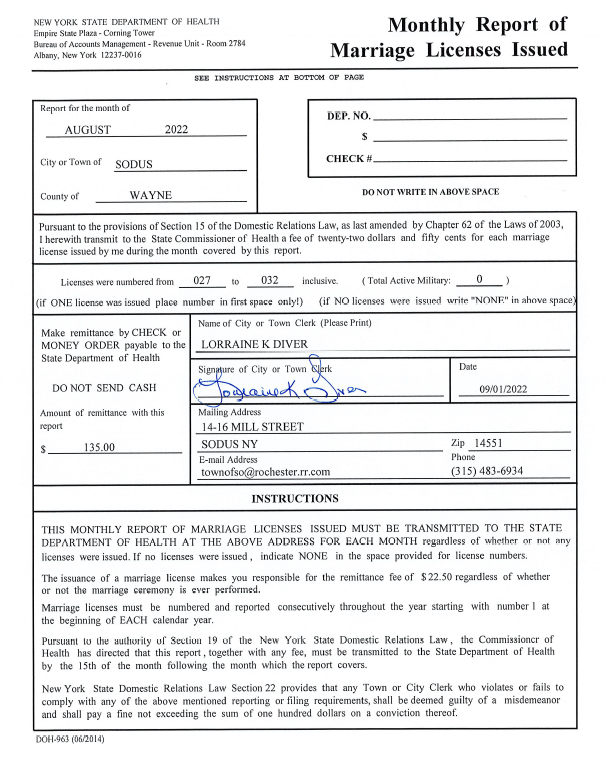 NEW YORK STATE DEPARTMENT OF HEALTH
Empire State Plaza - Corning Tower
Bureau of Accounts Management - Revenue Unit - Room 2784
Albany, New York 12237-0016
Monthly Report of
Marriage Licenses Issued
SEE INSTRUCTIONS AT BOTTOM OF PAGE
Report for the month of
AUGUST 2022
City or Town of SODUS
County of WAYNE
DEP. NO.
$
CHECK #
DO NOT WRITE IN ABOVE SPACE
Pursuant to the provisions of Section 15 of the Domestic Relations Law, as last amended by Chapter 62 of the Laws of 2003,
I herewith transmit to the State Commissioner of Health a fee of twenty-two dollars and fifty cents for each marriage
license issued by me during the month covered by this report.
Licenses were numbered from 027 to 032 inclusive. ( Total Active Military: 0 )
(if ONE license was issued place number in first space only!) (if NO licenses were issued write "NONE" in above space)
Make remittance by CHECK or
MONEY ORDER payable to the
State Department of Health
DO NOT SEND CASH
Amount of remittance with this
report
$ 135.00
Name of City or Town Clerk (Please Print)
LORRAINE K DIVER
Signature of City or Town Clerk
Lorraine K Diver
Date
09/01/2022
Mailing Address
14-16 MILL STREET
SODUS NY Zip 14551
E-mail Address Phone
townofso@rochester.rr.com (315) 483-6934
INSTRUCTIONS
THIS MONTHLY REPORT OF MARRIAGE LICENSES ISSUED MUST BE TRANSMITTED TO THE STATE
DEPARTMENT OF HEALTH AT THE ABOVE ADDRESS FOR EACH MONTH regardless of whether or not any
licenses were issued. If no licenses were issued , indicate NONE in the space provided for license numbers.
The issuance of a marriage license makes you responsible for the remittance fee of $22.50 regardless of whether
or not the marriage ceremony is ever performed.
Marriage licenses must be numbered and reported consecutively throughout the year starting with number 1 at
the beginning of EACH calendar year.
Pursuant to the authority of Section 19 of the New York State Domestic Relations Law , the Commissioner of
Health has directed that this report , together with any fee, must be transmitted to the State Department of Health
by the 15th of the month following the month which the report covers.
New York State Domestic Relations Law Section 22 provides that any Town or City Clerk who violates or fails to
comply with any of the above mentioned reporting or filing requirements, shall be deemed guilty of a misdemeanor
and shall pay a fine not exceeding the sum of one hundred dollars on a conviction thereof.
DOH-963 (06/2014)